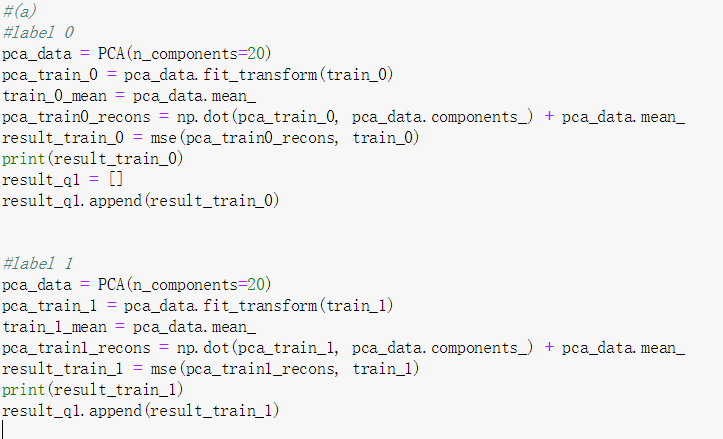 #(a)
#label 0
pca_data = PCA(n_components=20)
pca_train_0 = pca_data.fit_transform(train_0)
train_0_mean = pca_data.mean_
pca_train0_recons = np.dot(pca_train_0, pca_data.components_) + pca_data.mean_
result_train_0 = mse(pca_train0_recons, train_0)
print(result_train_0)
result_q1 = []
result_q1.append(result_train_0)
#label 1
pca_data = PCA(n_components=20)
pca_train_1 = pca_data.fit_transform(train_1)
train_1_mean = pca_data.mean_
pca_train1_recons = np.dot(pca_train_1, pca_data.components_) + pca_data.mean_
result_train_1 = mse(pca_train1_recons, train_1)
print(result_train_1)
result_q1.append(result_train_1)